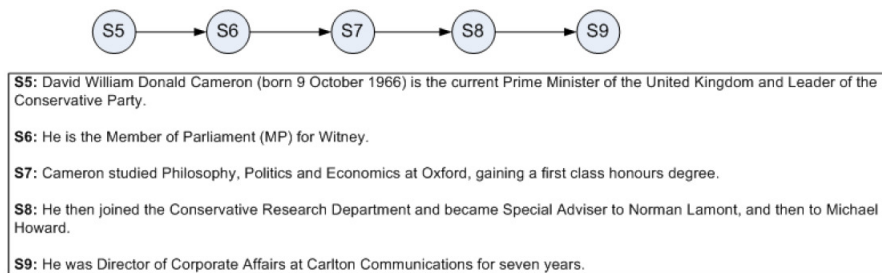 S5 S6 S7 S8 S9
S5: David William Donald Cameron (born 9 October 1966) is the current Prime Minister of the United Kingdom and Leader of the
Conservative Party.
S6: He is the Member of Parliament (MP) for Witney.
S7: Cameron studied Philosophy, Politics and Economics at Oxford, gaining a first class honours degree.
S8: He then joined the Conservative Research Department and became Special Adviser to Norman Lamont, and then to Michael
Howard.
S9: He was Director of Corporate Affairs at Carlton Communications for seven years.